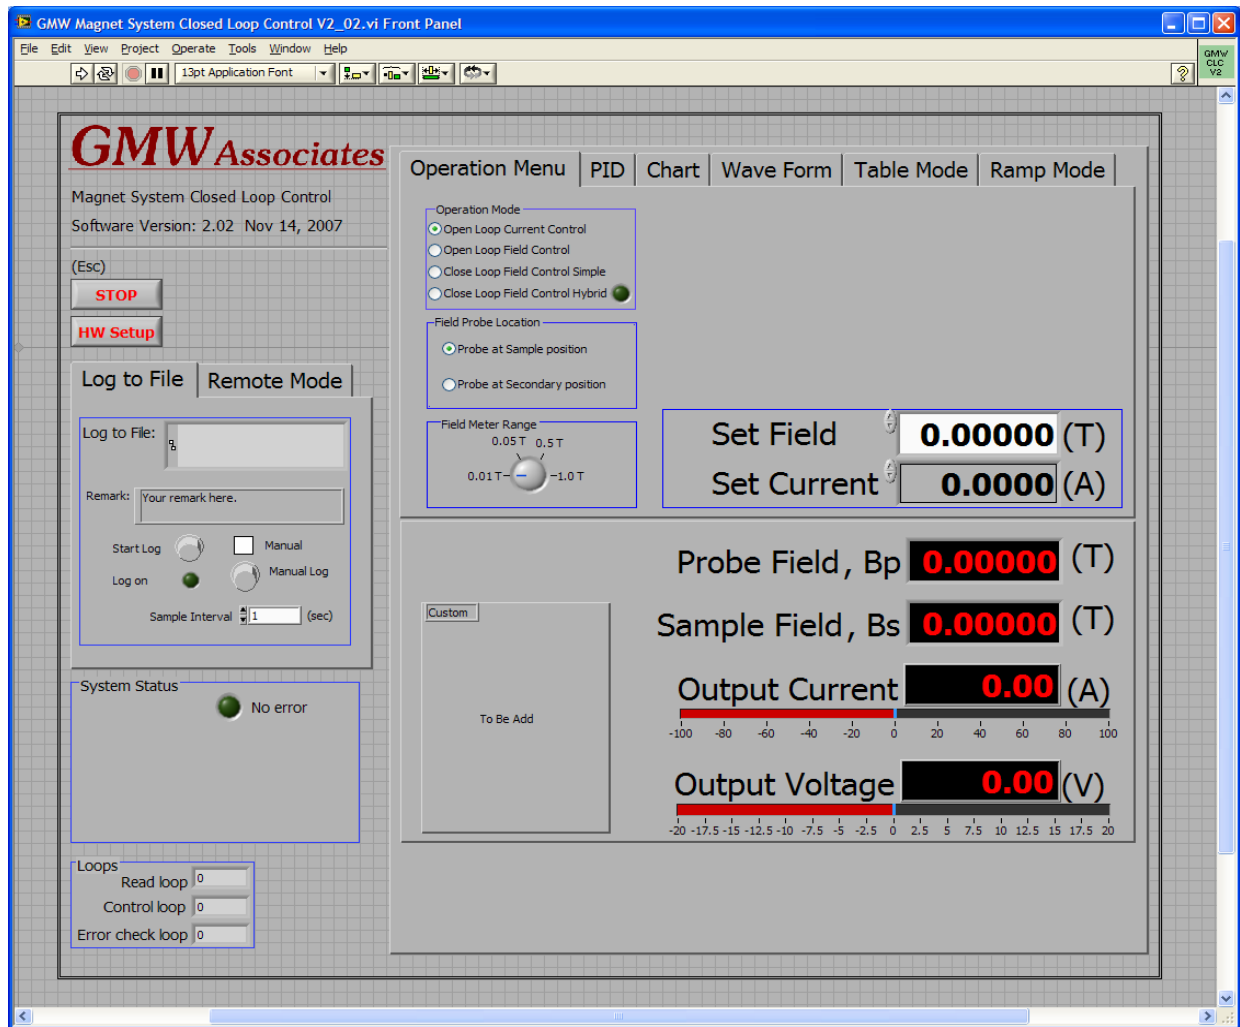 GMW Magnet System Closed Loop Control V2_02.vi Front Panel
File Edit View Project Operate Tools Window Help
13pt Application Font
?
GMW
CLC
V2
GMW Associates
Magnet System Closed Loop Control
Software Version: 2.02 Nov 14, 2007
(Esc)
STOP
HW Setup
Log to File Remote Mode
Log to File:
Remark: Your remark here.
Start Log Manual
Log on Manual Log
Sample Interval 1 (sec)
System Status
No error
Loops
Read loop 0
Control loop 0
Error check loop 0
Operation Menu PID Chart Wave Form Table Mode Ramp Mode
Operation Mode
Open Loop Current Control
Open Loop Field Control
Close Loop Field Control Simple
Close Loop Field Control Hybrid
Field Probe Location
Probe at Sample position
Probe at Secondary position
Field Meter Range
0.05 T 0.5 T
0.01 T 1.0 T
Set Field 0.00000 (T)
Set Current 0.0000 (A)
Custom
To Be Add
Probe Field, Bp 0.00000 (T)
Sample Field, Bs 0.00000 (T)
Output Current 0.00 (A)
-100 -80 -60 -40 -20 0 20 40 60 80 100
Output Voltage 0.00 (V)
-20 -17.5 -15 -12.5 -10 -7.5 -5 -2.5 0 2.5 5 7.5 10 12.5 15 17.5 20